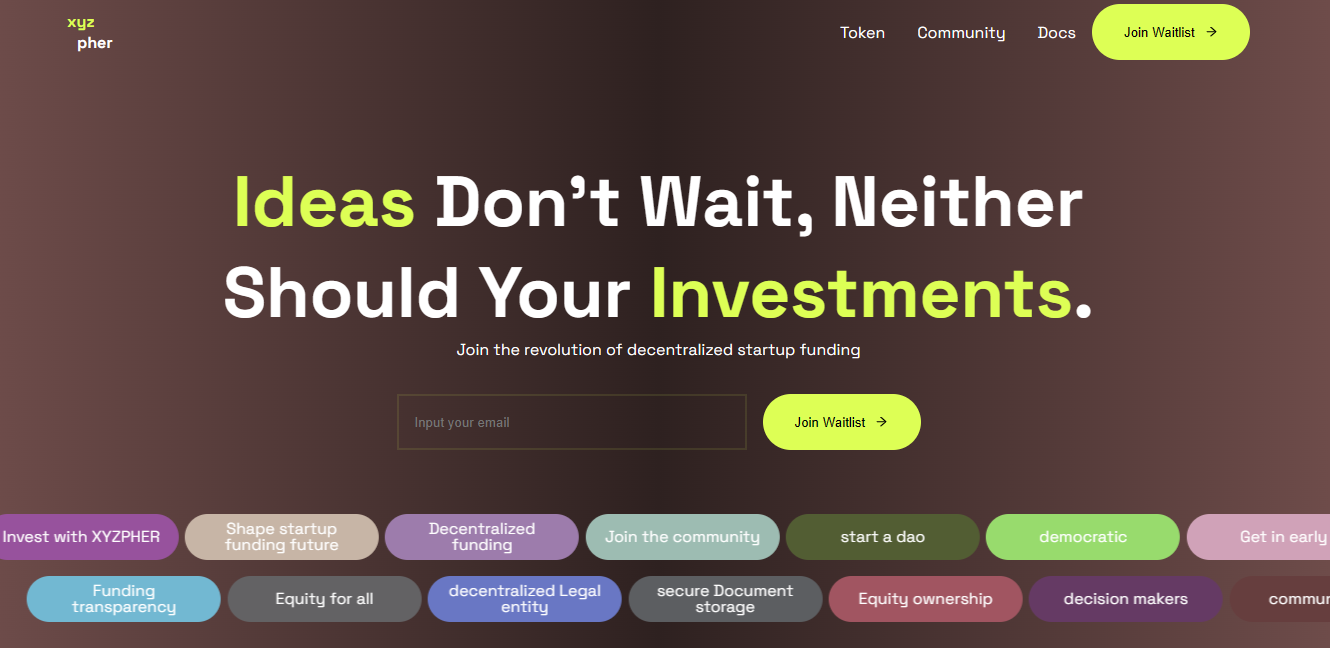 xyz
pher
Token
Community
Docs
Join Waitlist →
Ideas Don’t Wait, Neither
Should Your Investments.
Join the revolution of decentralized startup funding
Input your email
Join Waitlist →
Invest with XYZPHER
Shape startup
funding future
Decentralized
funding
Join the community
start a dao
democratic
Get in early
Funding
transparency
Equity for all
decentralized Legal
entity
secure Document
storage
Equity ownership
decision makers